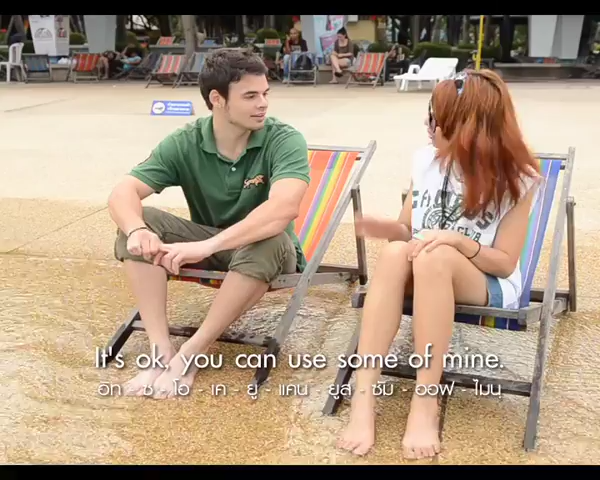 It's ok, you can use some of mine.
อิท - ซ - โอ - เค - ยู - แคน - ยูส - ซัม - ออฟ - ไมนฺ